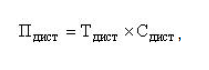 Пдист = Тдист × Сдист,